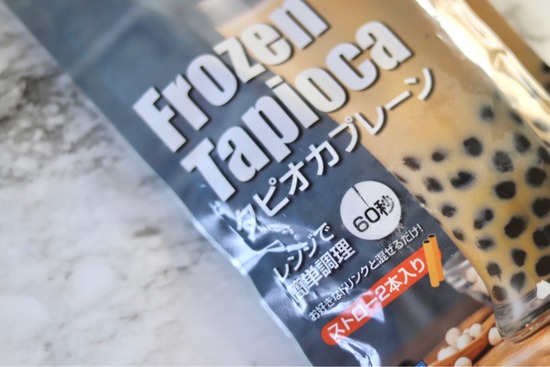 Frozen
Tapioca
タピオカプレーン
レンジで
簡単調理
60秒
お好きなドリンクと混ぜるだけ!
ストロー2本入り